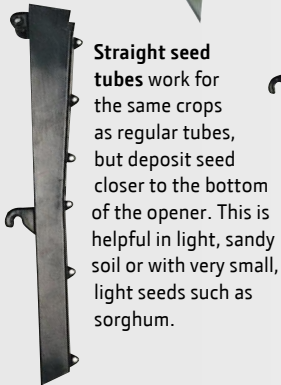 Straight seed
tubes work for
the same crops
as regular tubes,
but deposit seed
closer to the bottom
of the opener. This is
helpful in light, sandy
soil or with very small,
light seeds such as
sorghum.